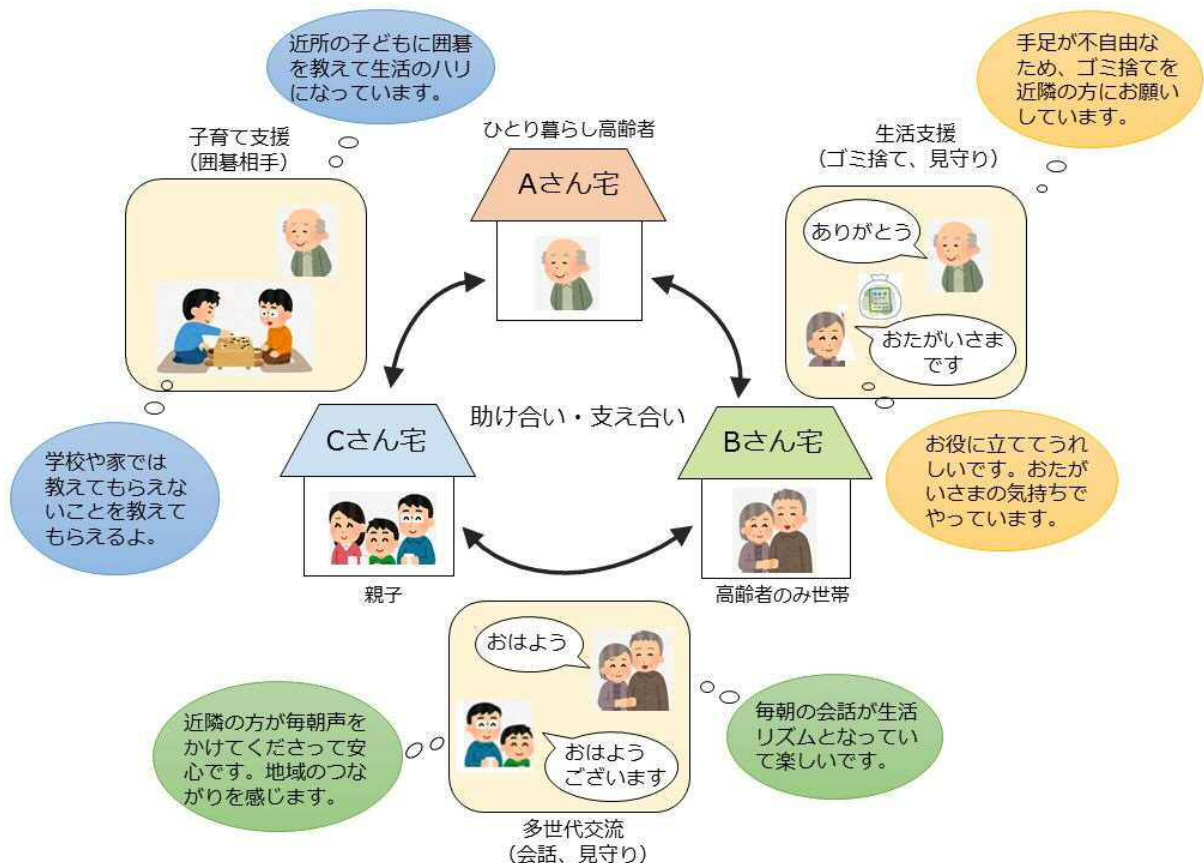 近所の子どもに囲碁
を教えて生活のハリ
になっています。
手足が不自由な
ため、ゴミ捨てを
近隣の方にお願い
しています。
子育て支援
（囲碁相手）
ひとり暮らし高齢者
生活支援
（ゴミ捨て、見守り）
Aさん宅
ありがとう
おたがいさま
です
助け合い・支え合い
Cさん宅
Bさん宅
学校や家では
教えてもらえな
いことを教えて
もらえるよ。
お役に立ててうれ
しいです。おたが
いさまの気持ちで
やっています。
親子
高齢者のみ世帯
おはよう
おはよう
ございます
近隣の方が毎朝声を
かけてくださって安
心です。地域のつな
がりを感じます。
毎朝の会話が生活
リズムとなってい
て楽しいです。
多世代交流
（会話、見守り）